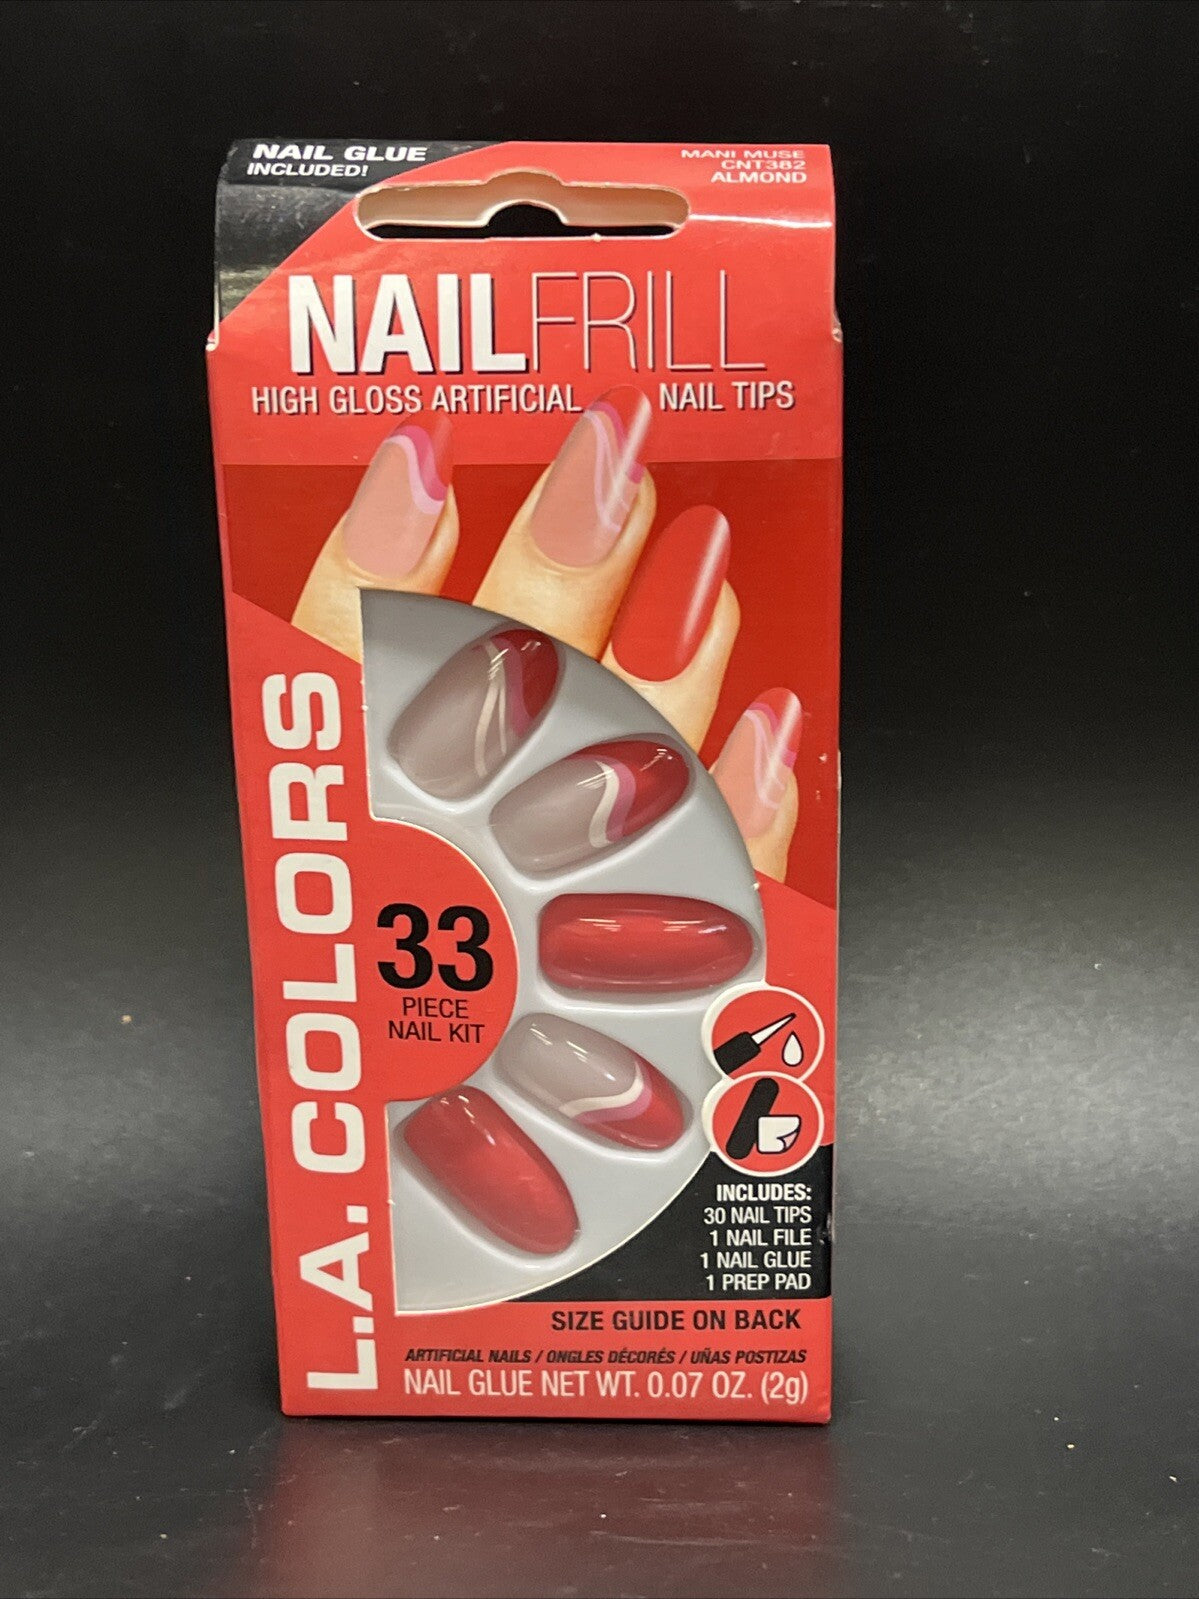 NAIL GLUE
INCLUDED!
MANI MUSE
CNT382
ALMOND
NAILFRILL
HIGH GLOSS ARTIFICIAL NAIL TIPS
L.A. COLORS
33
PIECE
NAIL KIT
INCLUDES:
30 NAIL TIPS
1 NAIL FILE
1 NAIL GLUE
1 PREP PAD
SIZE GUIDE ON BACK
ARTIFICIAL NAILS / ONGLES DÉCORÉS / UÑAS POSTIZAS
NAIL GLUE NET WT. 0.07 OZ. (2g)